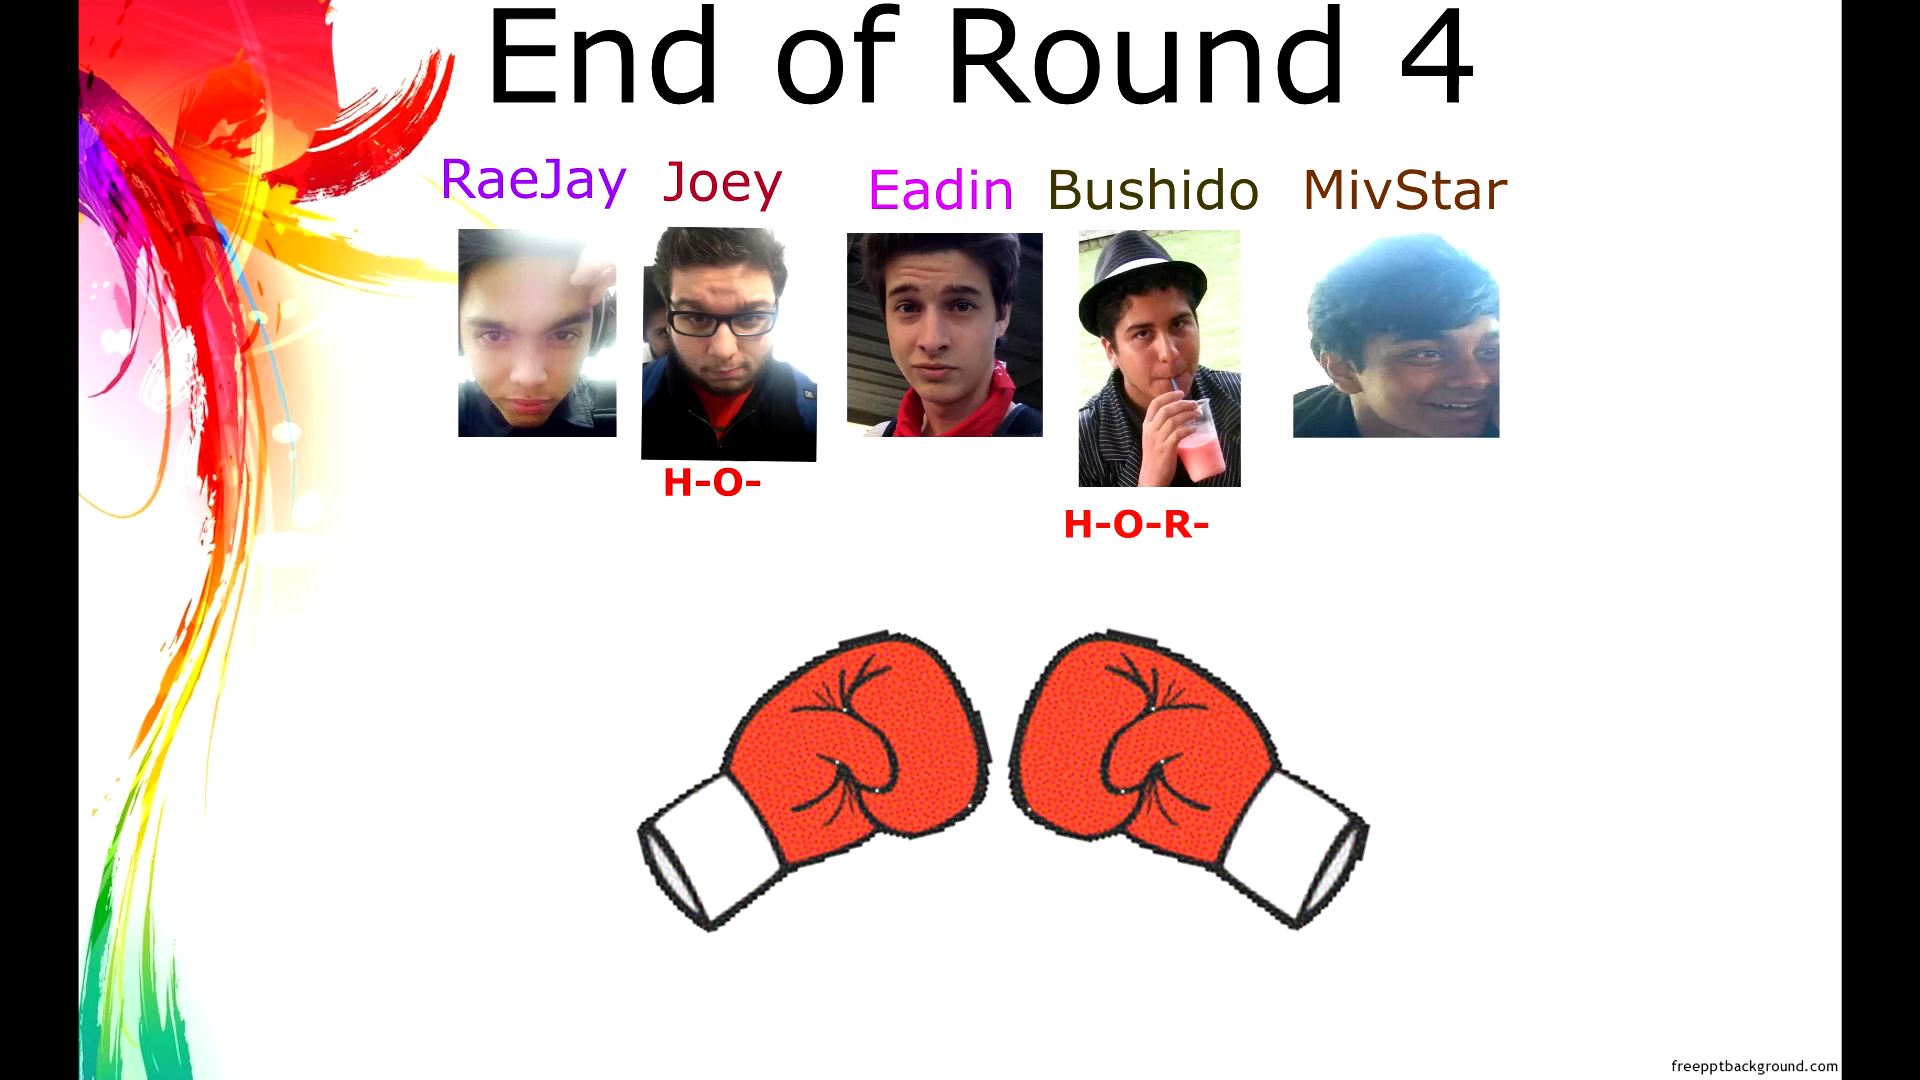 End of Round 4
RaeJay Joey Eadin Bushido MivStar
H-O-
H-O-R-
freepptbackground.com